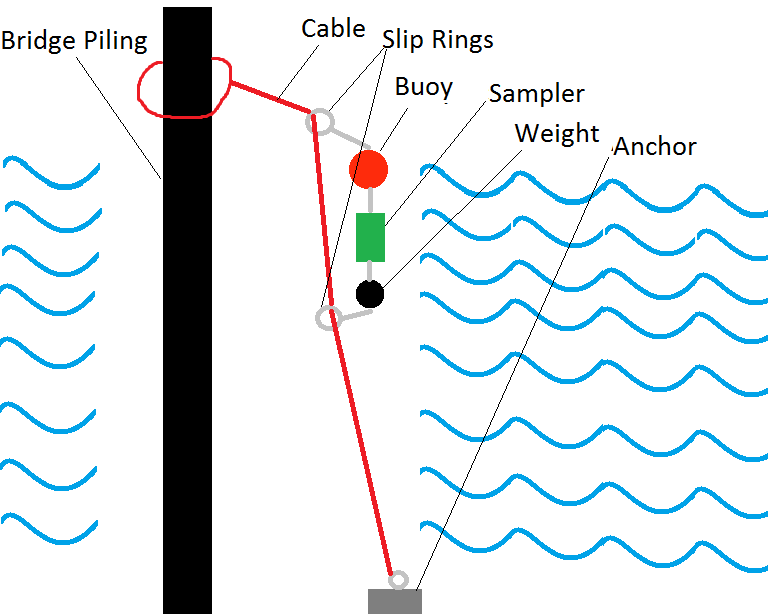 Bridge Piling
Cable
Slip Rings
Buoy
Sampler
Weight
Anchor